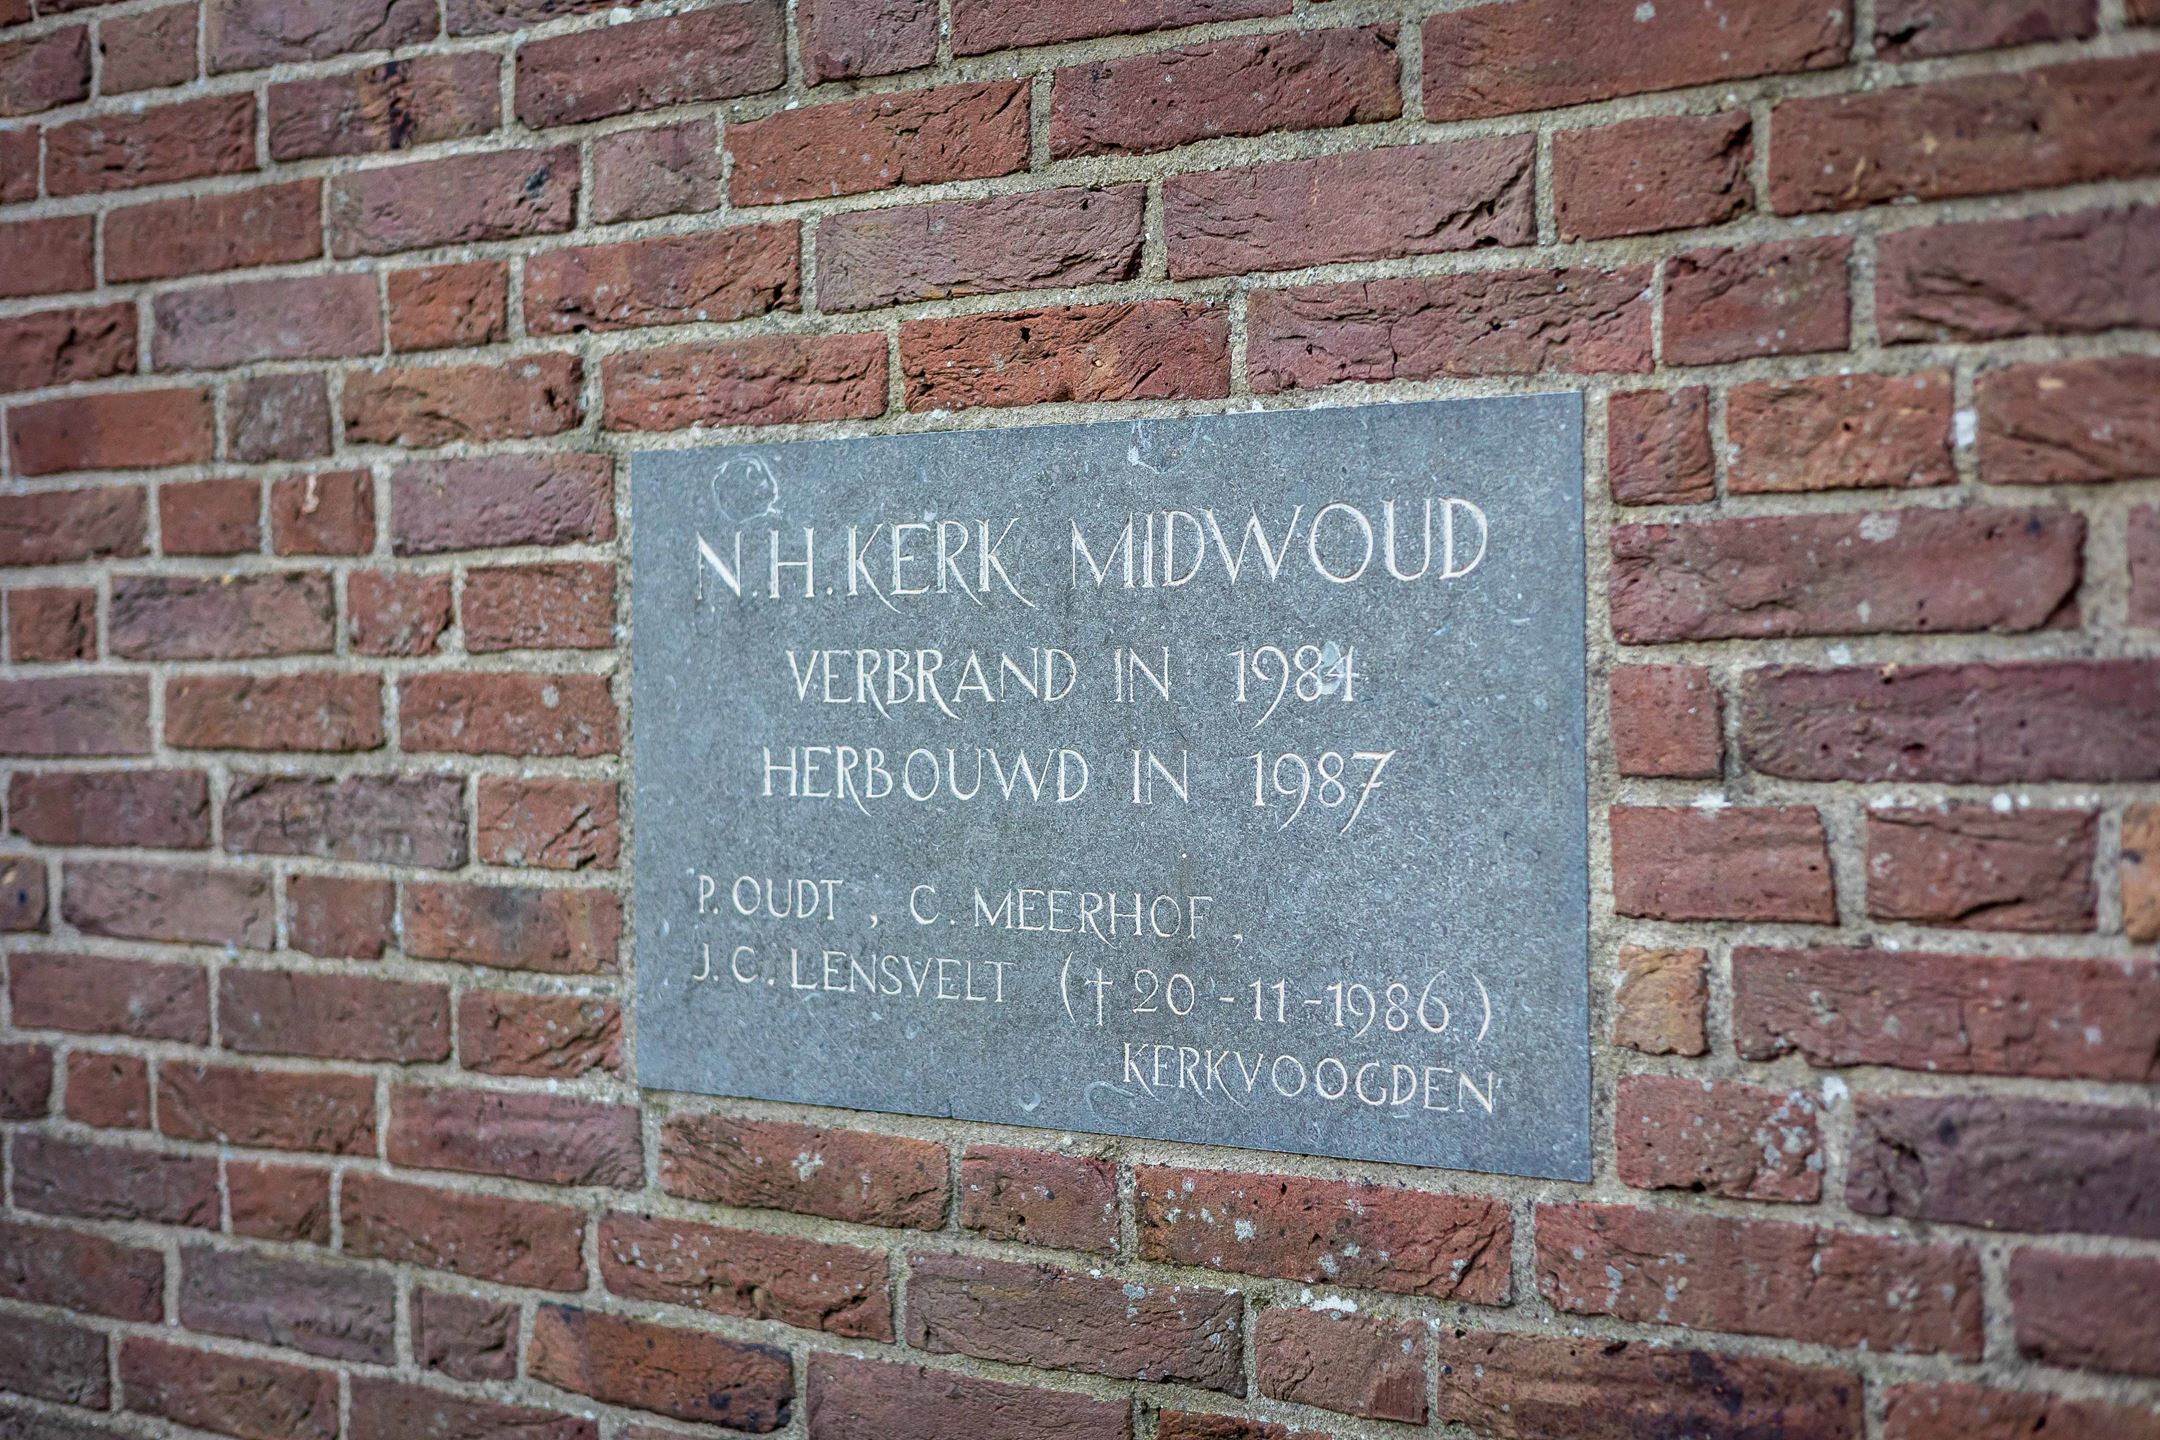 N.H.KERK MIDWOUD
VERBRAND IN 1984
HERBOUWD IN 1987
P. OUDT, C. MEERHOF,
J.C. LENSVELT († 20-11-1986)
KERKVOOGDEN